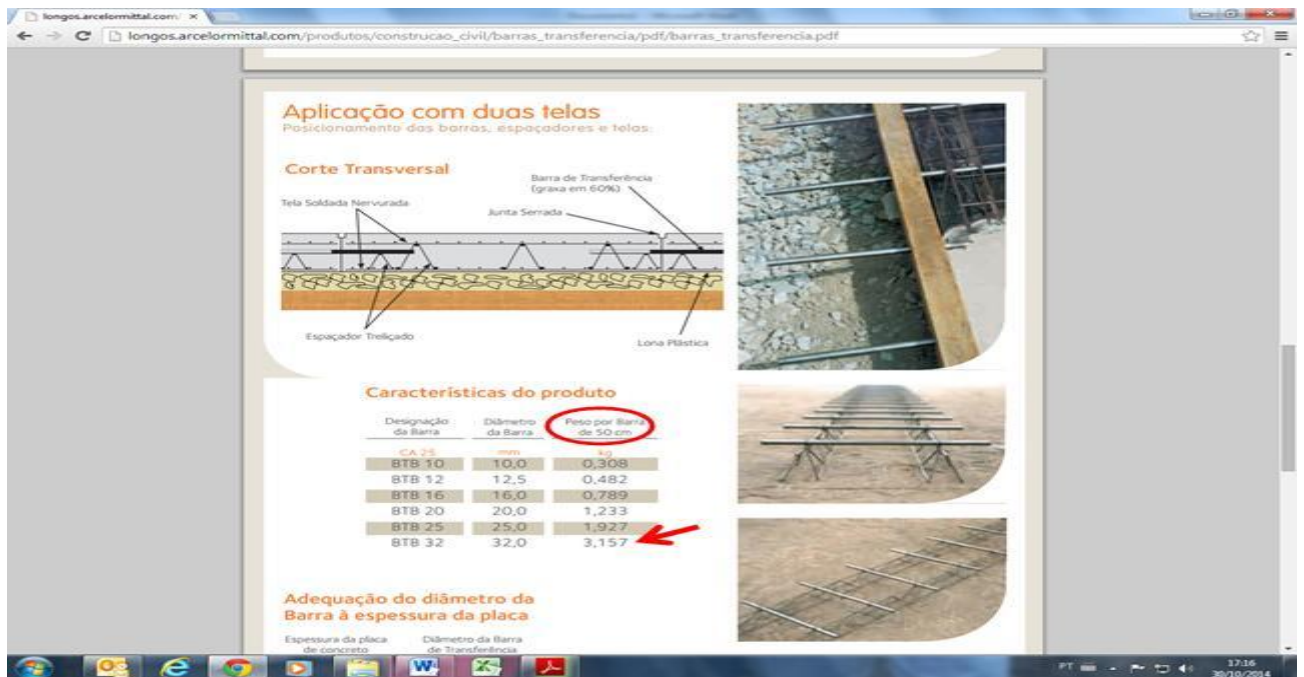 longos.arcelormittal.com/
longos.arcelormittal.com/produtos/construcao_civil/barras_transferencia/pdf/barras_transferencia.pdf
Aplicação com duas telas
Posicionamento das barras, espaçadores e telas.
Corte Transversal
Barra de Transferência
(graxa em 60%)
Tela Soldada Nervurada
Junta Serrada
Espaçador Treliçado
Lona Plástica
Características do produto
Designação da Barra Diâmetro da Barra Peso por Barra de 50 cm
CA 25 mm kg
BTB 10 10,0 0,308
BTB 12 12,5 0,482
BTB 16 16,0 0,789
BTB 20 20,0 1,233
BTB 25 25,0 1,927
BTB 32 32,0 3,157
Adequação do diâmetro da
Barra à espessura da placa
Espessura da placa Diâmetro da Barra
de concreto de Transferência
PT 17:16
30/10/2014